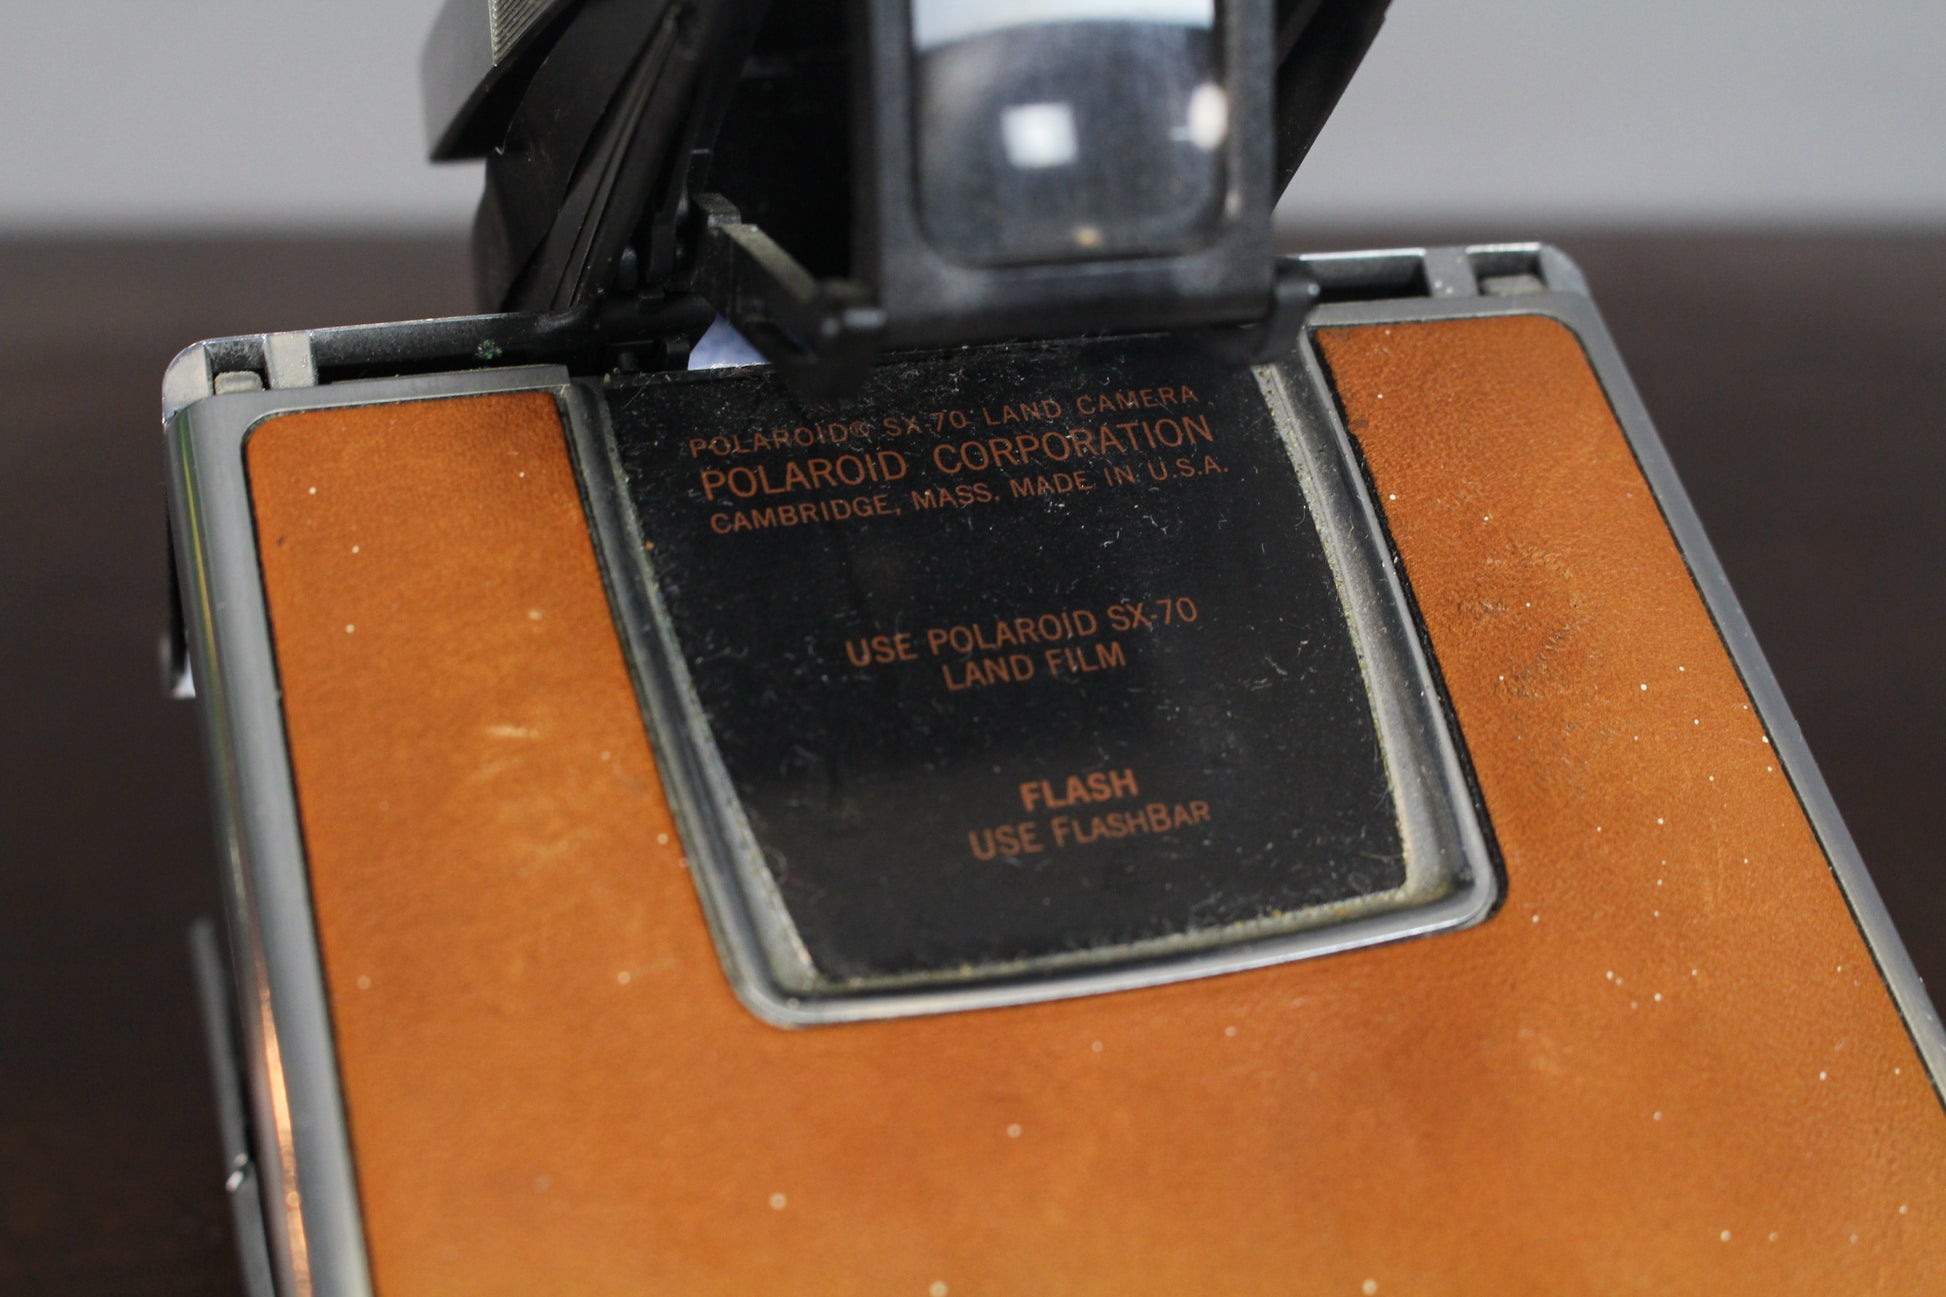 POLAROID® SX-70 LAND CAMERA
POLAROID CORPORATION
CAMBRIDGE, MASS. MADE IN U.S.A.
USE POLAROID SX-70
LAND FILM
FLASH
USE FLASHBAR